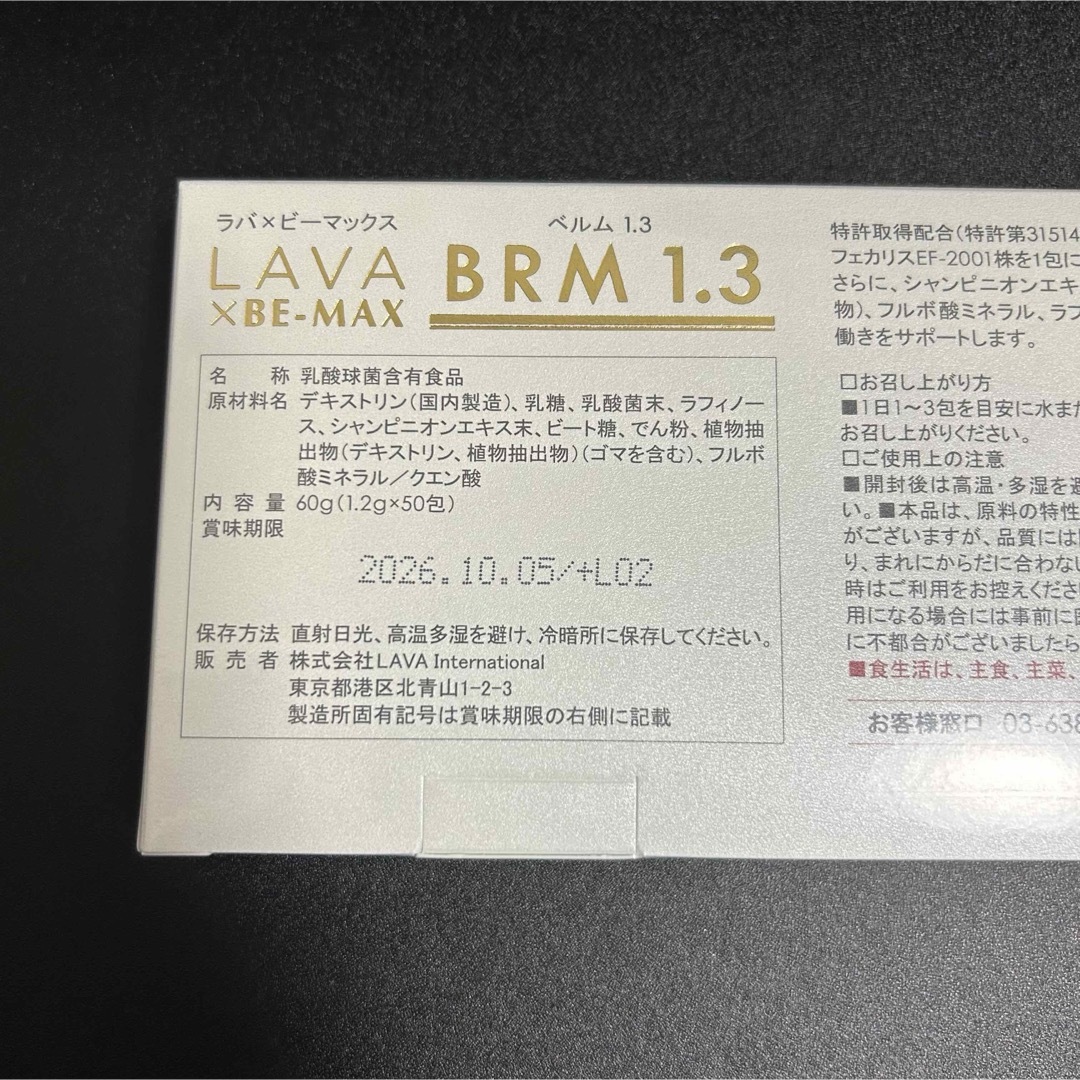 ラバ×ビーマックス
ベルム 1.3
LAVA
×BE-MAX
BRM 1.3
名　　称 乳酸球菌含有食品
原材料名 デキストリン（国内製造）、乳糖、乳酸菌末、ラフィノー
ス、シャンピニオンエキス末、ビート糖、でん粉、植物抽
出物（デキストリン、植物抽出物）（ゴマを含む）、フルボ
酸ミネラル／クエン酸
内 容 量 60g（1.2g×50包）
賞味期限
2026.10.05/+L02
保存方法 直射日光、高温多湿を避け、冷暗所に保存してください。
販 売 者 株式会社LAVA International
東京都港区北青山1-2-3
製造所固有記号は賞味期限の右側に記載
特許取得配合（特許第31514
フェカリスEF-2001株を1包に
さらに、シャンピニオンエキ
物）、フルボ酸ミネラル、ラフ
働きをサポートします。
□お召し上がり方
■1日1～3包を目安に水また
お召し上がりください。
□ご使用上の注意
■開封後は高温・多湿を避
い。■本品は、原料の特性
がございますが、品質には
り、まれにからだに合わない
時はご利用をお控えくださ
用になる場合には事前に
に不都合がございましたら
■食生活は、主食、主菜、
お客様窓口 03-638